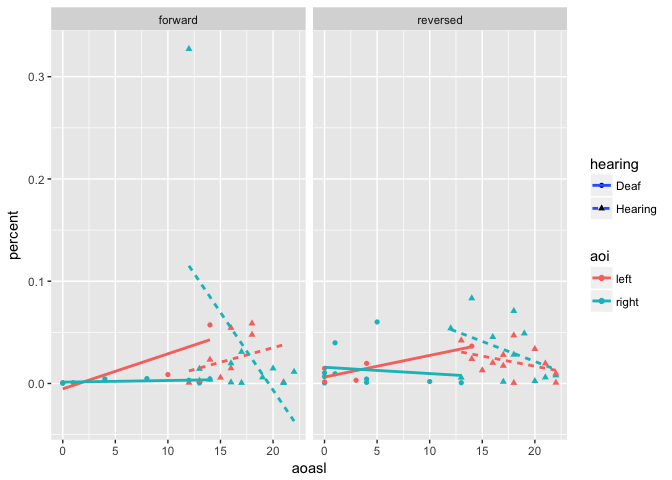 forward reversed
0.3
0.2
0.1
0.0
percent
0 5 10 15 20 0 5 10 15 20
aoasl
hearing
Deaf
Hearing
aoi
left
right